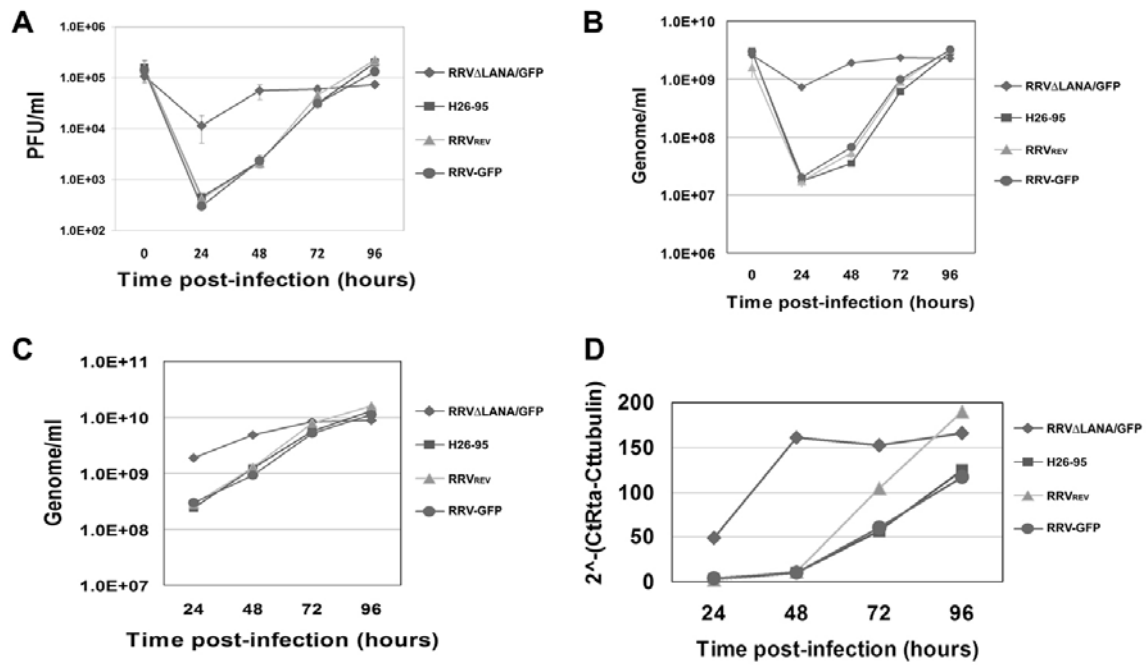 A
1.0E+06
1.0E+05
1.0E+04
1.0E+03
1.0E+02
PFU/ml
0 24 48 72 96
Time post-infection (hours)
RRVΔLANA/GFP
H26-95
RRVREV
RRV-GFP
B
1.0E+10
1.0E+09
1.0E+08
1.0E+07
1.0E+06
Genome/ml
0 24 48 72 96
Time post-infection (hours)
RRVΔLANA/GFP
H26-95
RRVREV
RRV-GFP
C
1.0E+11
1.0E+10
1.0E+09
1.0E+08
1.0E+07
Genome/ml
24 48 72 96
Time post-infection (hours)
RRVΔLANA/GFP
H26-95
RRVREV
RRV-GFP
D
200
150
100
50
0
2^-(CtRta-Cttubulin)
24 48 72 96
Time post-infection (hours)
RRVΔLANA/GFP
H26-95
RRVREV
RRV-GFP